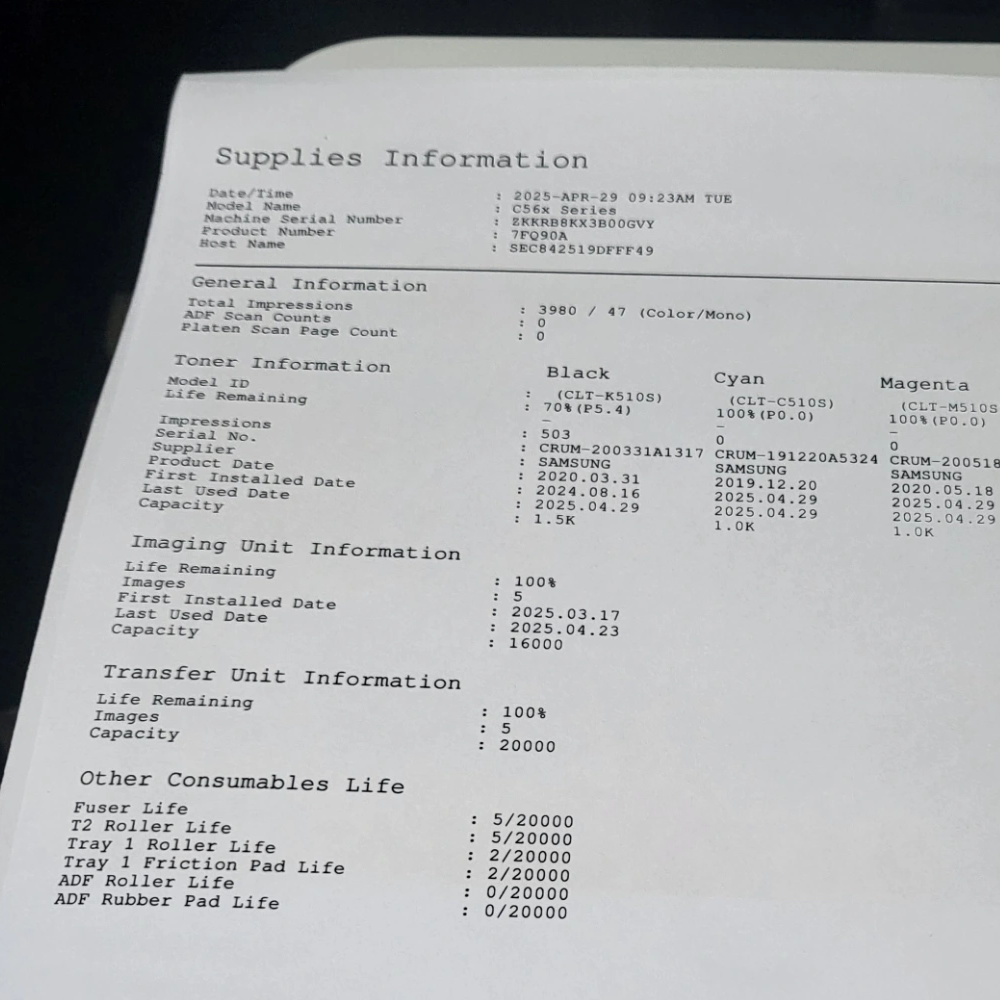 Supplies Information
Date/Time : 2025-APR-29 09:23AM TUE
Model Name : C56x Series
Machine Serial Number : ZKKRB8KX3B00GVY
Product Number : 7FQ90A
Host Name : SEC842519DFFF49
General Information
Total Impressions : 3980 / 47 (Color/Mono)
ADF Scan Counts : 0
Platen Scan Page Count : 0
Toner Information Black Cyan Magenta
Model ID : (CLT-K510S) (CLT-C510S) (CLT-M510S
Life Remaining : 70%(P5.4) 100%(P0.0) 100%(P0.0)
– – –
Impressions : 503 0 0
Serial No. : CRUM-200331A1317 CRUM-191220A5324 CRUM-200518
Supplier : SAMSUNG SAMSUNG SAMSUNG
Product Date : 2020.03.31 2019.12.20 2020.05.18
First Installed Date : 2024.08.16 2025.04.29 2025.04.29
Last Used Date : 2025.04.29 2025.04.29 2025.04.29
Capacity : 1.5K 1.0K 1.0K
Imaging Unit Information
Life Remaining : 100%
Images : 5
First Installed Date : 2025.03.17
Last Used Date : 2025.04.23
Capacity : 16000
Transfer Unit Information
Life Remaining : 100%
Images : 5
Capacity : 20000
Other Consumables Life
Fuser Life : 5/20000
T2 Roller Life : 5/20000
Tray 1 Roller Life : 2/20000
Tray 1 Friction Pad Life : 2/20000
ADF Roller Life : 0/20000
ADF Rubber Pad Life : 0/20000